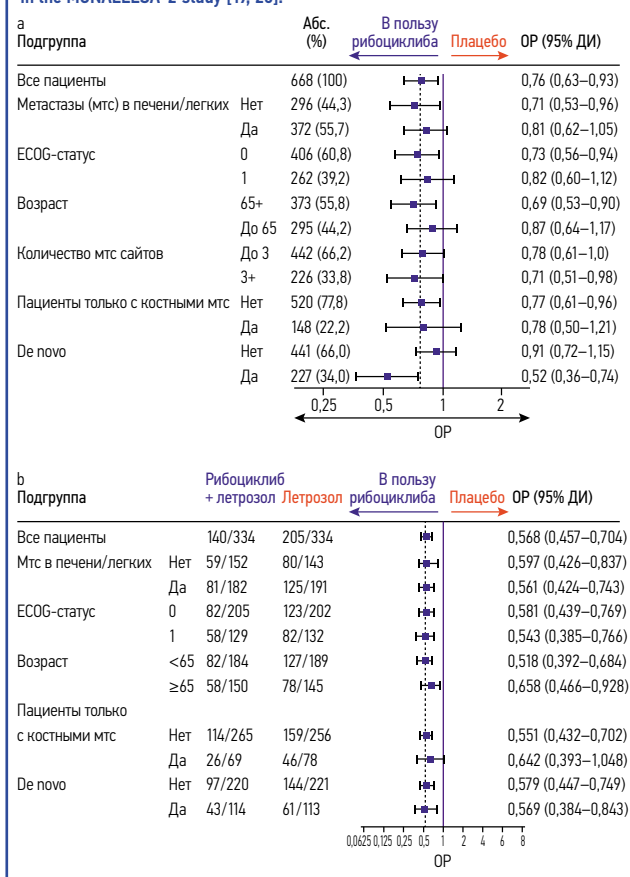 in the MONALEESA-2 study [19, 20].
a
Подгруппа Абс. (%) В пользу рибоциклиба Плацебо ОР (95% ДИ)
Все пациенты 668 (100) 0,76 (0,63–0,93)
Метастазы (мтс) в печени/легких Нет 296 (44,3) 0,71 (0,53–0,96)
Да 372 (55,7) 0,81 (0,62–1,05)
ECOG-статус 0 406 (60,8) 0,73 (0,56–0,94)
1 262 (39,2) 0,82 (0,60–1,12)
Возраст 65+ 373 (55,8) 0,69 (0,53–0,90)
До 65 295 (44,2) 0,87 (0,64–1,17)
Количество мтс сайтов До 3 442 (66,2) 0,78 (0,61–1,0)
3+ 226 (33,8) 0,71 (0,51–0,98)
Пациенты только с костными мтс Нет 520 (77,8) 0,77 (0,61–0,96)
Да 148 (22,2) 0,78 (0,50–1,21)
De novo Нет 441 (66,0) 0,91 (0,72–1,15)
Да 227 (34,0) 0,52 (0,36–0,74)
0,25 0,5 1 2
ОР
b
Подгруппа Рибоциклиб + летрозол Летрозол В пользу рибоциклиба Плацебо ОР (95% ДИ)
Все пациенты 140/334 205/334 0,568 (0,457–0,704)
Мтс в печени/легких Нет 59/152 80/143 0,597 (0,426–0,837)
Да 81/182 125/191 0,561 (0,424–0,743)
ECOG-статус 0 82/205 123/202 0,581 (0,439–0,769)
1 58/129 82/132 0,543 (0,385–0,766)
Возраст <65 82/184 127/189 0,518 (0,392–0,684)
≥65 58/150 78/145 0,658 (0,466–0,928)
Пациенты только
с костными мтс Нет 114/265 159/256 0,551 (0,432–0,702)
Да 26/69 46/78 0,642 (0,393–1,048)
De novo Нет 97/220 144/221 0,579 (0,447–0,749)
Да 43/114 61/113 0,569 (0,384–0,843)
0,0625 0,125 0,25 0,5 1 2 4 6 8
ОР